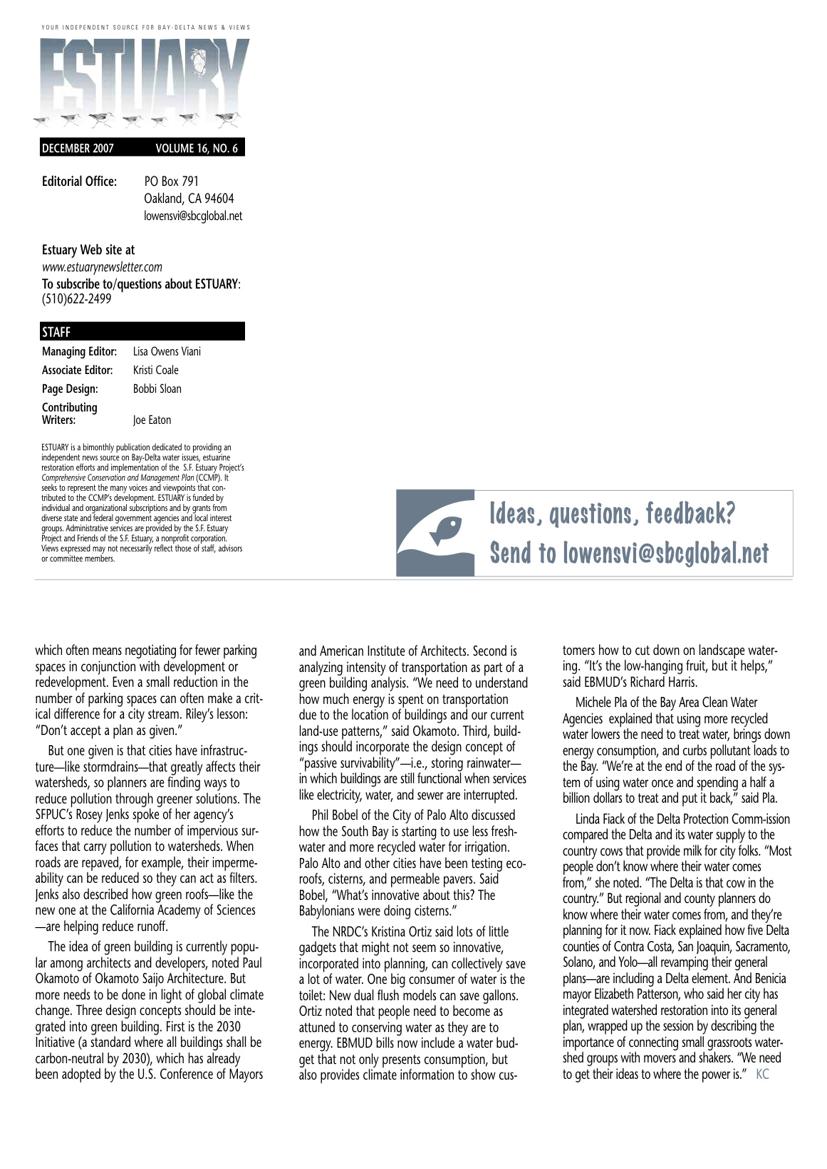 YOUR INDEPENDENT SOURCE FOR BAY-DELTA NEWS & VIEWS
ESTUARY
DECEMBER 2007 VOLUME 16, NO. 6
Editorial Office: PO Box 791
Oakland, CA 94604
lowensvi@sbcglobal.net
Estuary Web site at
www.estuarynewsletter.com
To subscribe to/questions about ESTUARY:
(510)622-2499
STAFF
Managing Editor: Lisa Owens Viani
Associate Editor: Kristi Coale
Page Design: Bobbi Sloan
Contributing
Writers: Joe Eaton
ESTUARY is a bimonthly publication dedicated to providing an
independent news source on Bay-Delta water issues, estuarine
restoration efforts and implementation of the S.F. Estuary Project's
Comprehensive Conservation and Management Plan (CCMP). It
seeks to represent the many voices and viewpoints that con-
tributed to the CCMP's development. ESTUARY is funded by
individual and organizational subscriptions and by grants from
diverse state and federal government agencies and local interest
groups. Administrative services are provided by the S.F. Estuary
Project and Friends of the S.F. Estuary, a nonprofit corporation.
Views expressed may not necessarily reflect those of staff, advisors
or committee members.
Ideas, questions, feedback?
Send to lowensvi@sbcglobal.net
which often means negotiating for fewer parking
spaces in conjunction with development or
redevelopment. Even a small reduction in the
number of parking spaces can often make a crit-
ical difference for a city stream. Riley's lesson:
"Don't accept a plan as given."
But one given is that cities have infrastruc-
ture—like stormdrains—that greatly affects their
watersheds, so planners are finding ways to
reduce pollution through greener solutions. The
SFPUC's Rosey Jenks spoke of her agency's
efforts to reduce the number of impervious sur-
faces that carry pollution to watersheds. When
roads are repaved, for example, their imperme-
ability can be reduced so they can act as filters.
Jenks also described how green roofs—like the
new one at the California Academy of Sciences
—are helping reduce runoff.
The idea of green building is currently popu-
lar among architects and developers, noted Paul
Okamoto of Okamoto Saijo Architecture. But
more needs to be done in light of global climate
change. Three design concepts should be inte-
grated into green building. First is the 2030
Initiative (a standard where all buildings shall be
carbon-neutral by 2030), which has already
been adopted by the U.S. Conference of Mayors
and American Institute of Architects. Second is
analyzing intensity of transportation as part of a
green building analysis. "We need to understand
how much energy is spent on transportation
due to the location of buildings and our current
land-use patterns," said Okamoto. Third, build-
ings should incorporate the design concept of
"passive survivability"—i.e., storing rainwater—
in which buildings are still functional when services
like electricity, water, and sewer are interrupted.
Phil Bobel of the City of Palo Alto discussed
how the South Bay is starting to use less fresh-
water and more recycled water for irrigation.
Palo Alto and other cities have been testing eco-
roofs, cisterns, and permeable pavers. Said
Bobel, "What's innovative about this? The
Babylonians were doing cisterns."
The NRDC's Kristina Ortiz said lots of little
gadgets that might not seem so innovative,
incorporated into planning, can collectively save
a lot of water. One big consumer of water is the
toilet: New dual flush models can save gallons.
Ortiz noted that people need to become as
attuned to conserving water as they are to
energy. EBMUD bills now include a water bud-
get that not only presents consumption, but
also provides climate information to show cus-
tomers how to cut down on landscape water-
ing. "It's the low-hanging fruit, but it helps,"
said EBMUD's Richard Harris.
Michele Pla of the Bay Area Clean Water
Agencies explained that using more recycled
water lowers the need to treat water, brings down
energy consumption, and curbs pollutant loads to
the Bay. "We're at the end of the road of the sys-
tem of using water once and spending a half a
billion dollars to treat and put it back," said Pla.
Linda Fiack of the Delta Protection Comm-ission
compared the Delta and its water supply to the
country cows that provide milk for city folks. "Most
people don't know where their water comes
from," she noted. "The Delta is that cow in the
country." But regional and county planners do
know where their water comes from, and they're
planning for it now. Fiack explained how five Delta
counties of Contra Costa, San Joaquin, Sacramento,
Solano, and Yolo—all revamping their general
plans—are including a Delta element. And Benicia
mayor Elizabeth Patterson, who said her city has
integrated watershed restoration into its general
plan, wrapped up the session by describing the
importance of connecting small grassroots water-
shed groups with movers and shakers. "We need
to get their ideas to where the power is." KC